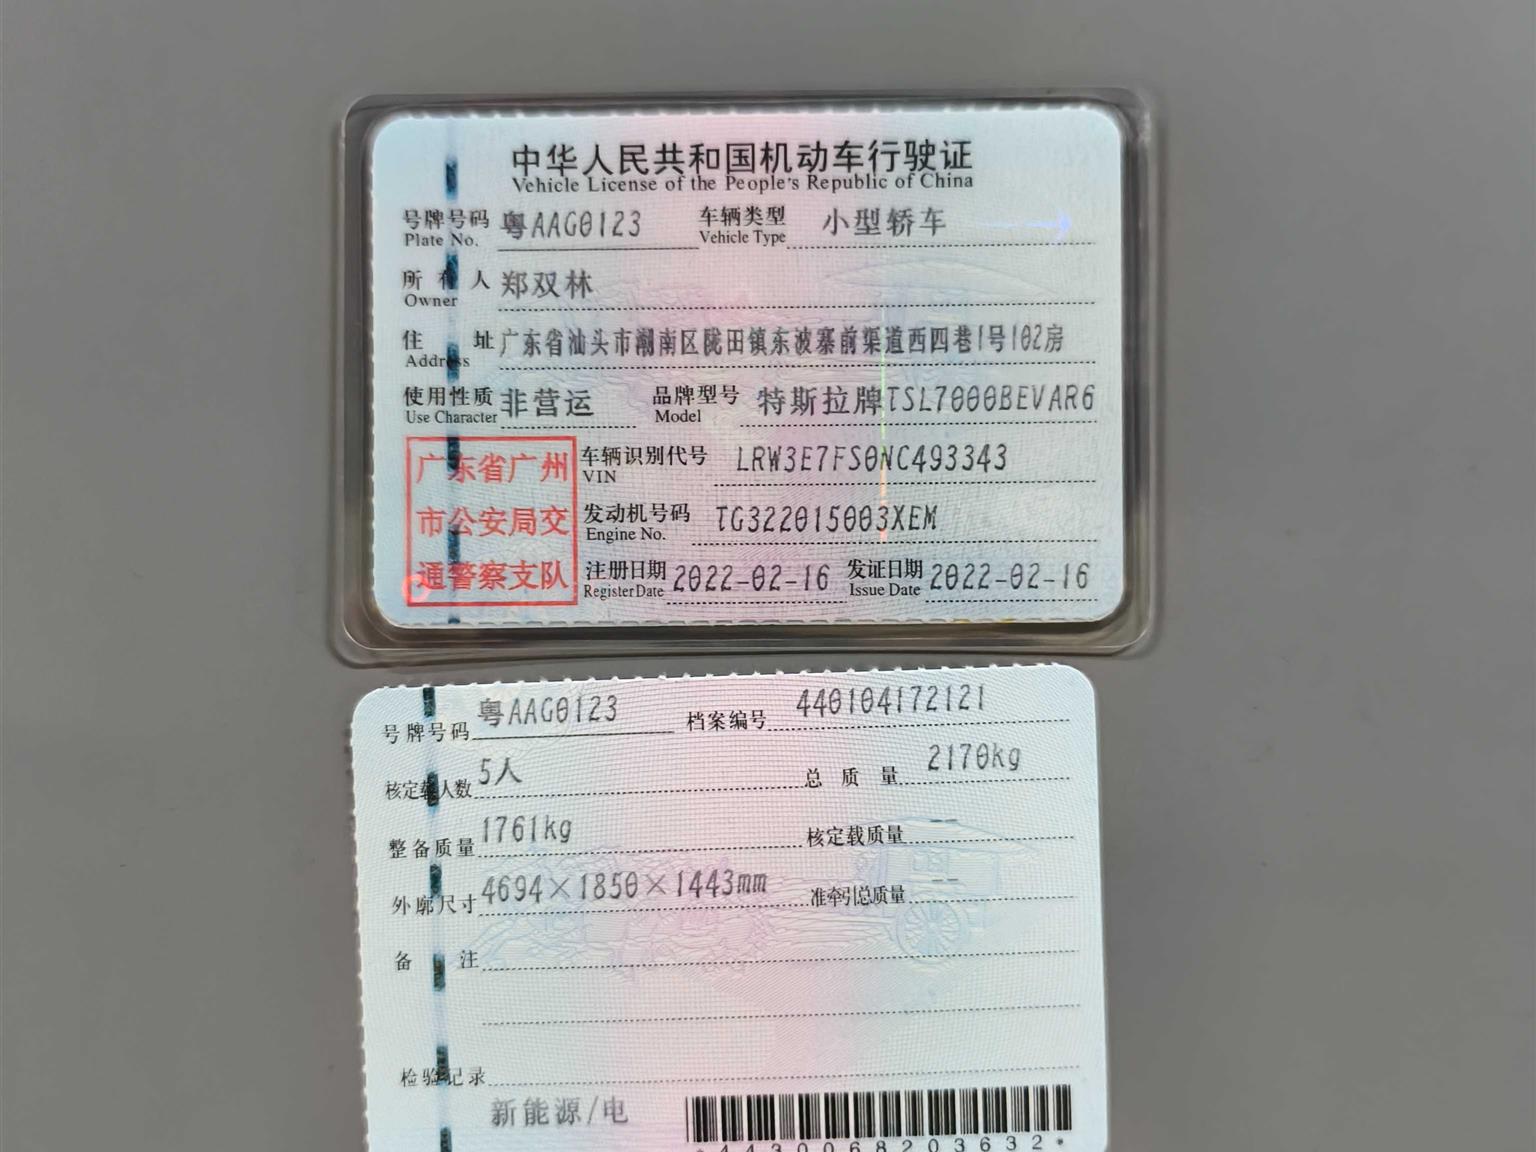 中华人民共和国机动车行驶证
Vehicle License of the People's Republic of China
号牌号码 粤AAG0123 车辆类型 小型轿车
Plate No. Vehicle Type
所有人 郑双林
Owner
住址 广东省汕头市潮南区陇田镇东波寨前渠道西四巷1号102房
Address
使用性质 非营运 品牌型号 特斯拉牌TSL7000BEVAR6
Use Character Model
广东省广州
市公安局交
通警察支队
车辆识别代号 LRW3E7FS0NC493343
VIN
发动机号码 TG322015003XEM
Engine No.
注册日期 2022-02-16 发证日期 2022-02-16
Register Date Issue Date
号牌号码 粤AAG0123 档案编号 440104172121
核定载人数 5人 总质量 2170kg
整备质量 1761kg 核定载质量 --
外廓尺寸 4694×1850×1443mm 准牵引总质量 --
备注
检验记录
新能源/电
*4430068203632*